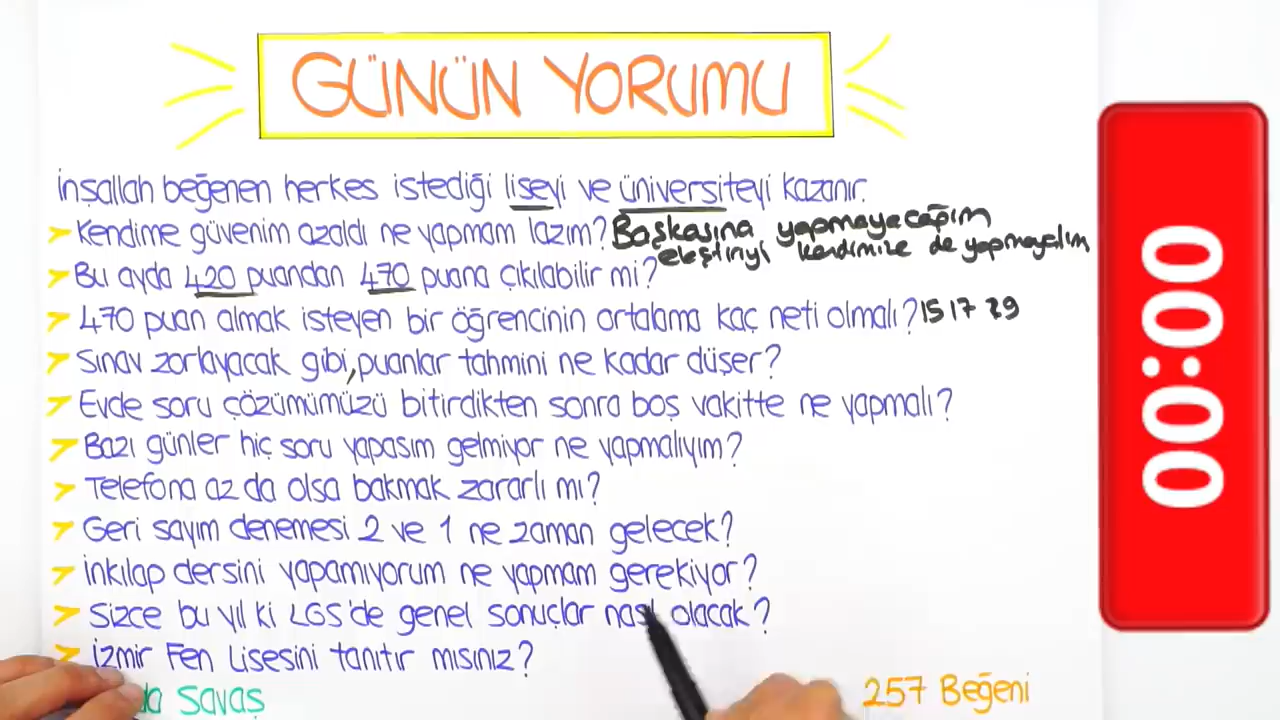 GÜNÜN YORUMU
İnşallah beğenen herkes istediği liseyi ve üniversiteyi kazanır.
Kendime güvenim azaldı ne yapmam lazım? Başkasına yapmayacağım
eleştiriyi kendimize de yapmayalım
Bu ayda 420 puandan 470 puana çıkılabilir mi?
470 puan almak isteyen bir öğrencinin ortalama kaç neti olmalı? 15 17 29
Sınav zorlayacak gibi, puanlar tahmini ne kadar düşer?
Evde soru çözümümüzü bitirdikten sonra boş vakitte ne yapmalı?
Bazı günler hiç soru yapasım gelmiyor ne yapmalıyım?
Telefona az da olsa bakmak zararlı mı?
Geri sayım denemesi 2 ve 1 ne zaman gelecek?
İnkılap dersini yapamıyorum ne yapmam gerekiyor?
Sizce bu yıl ki LGS'de genel sonuçlar olacak?
İzmir Fen Lisesini tanıtır mısınız?
Savaş
257 Beğeni
00:00